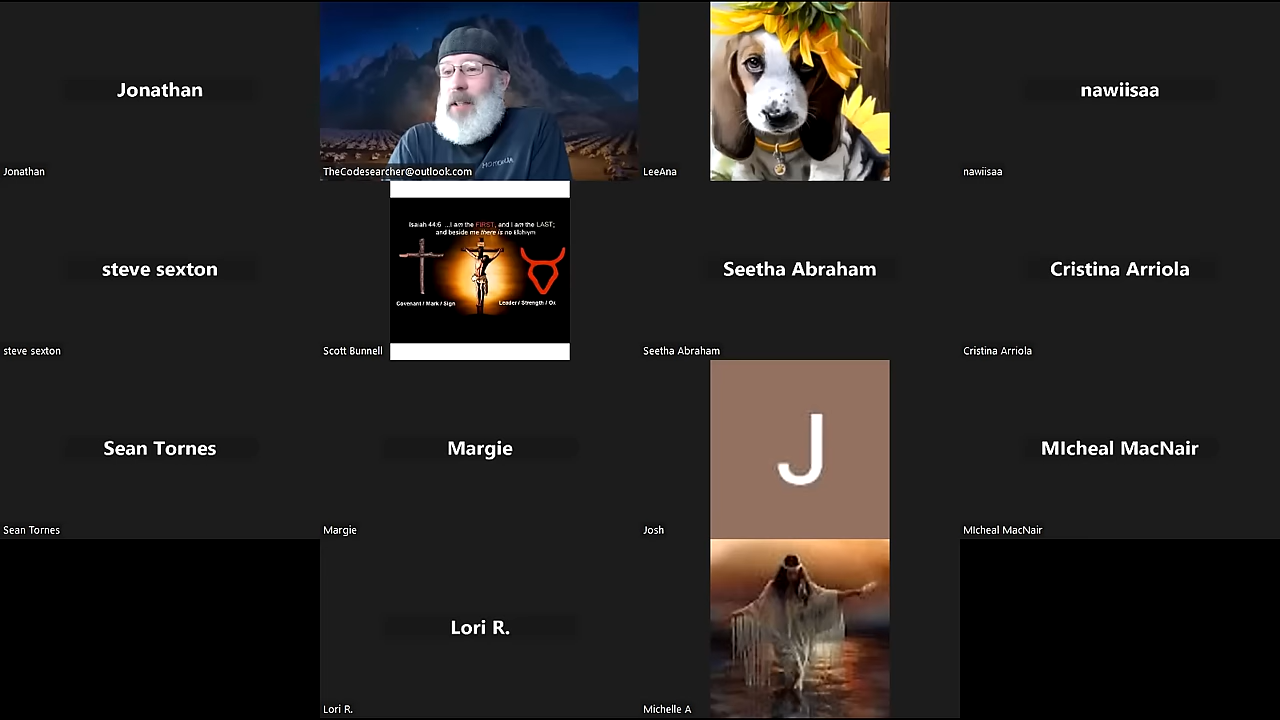 Jonathan
Jonathan
TheCodesearcher@outlook.com
LeeAna
nawiisaa
nawiisaa
steve sexton
steve sexton
Isaiah 44:6 ...I am the FIRST, and I am the LAST;
and beside me there is no Elohiym
Covenant / Mark / Sign
Leader / Strength / Ox
Scott Bunnell
Seetha Abraham
Seetha Abraham
Cristina Arriola
Cristina Arriola
Sean Tornes
Sean Tornes
Margie
Margie
J
Josh
MIcheal MacNair
MIcheal MacNair
Lori R.
Lori R.
Michelle A